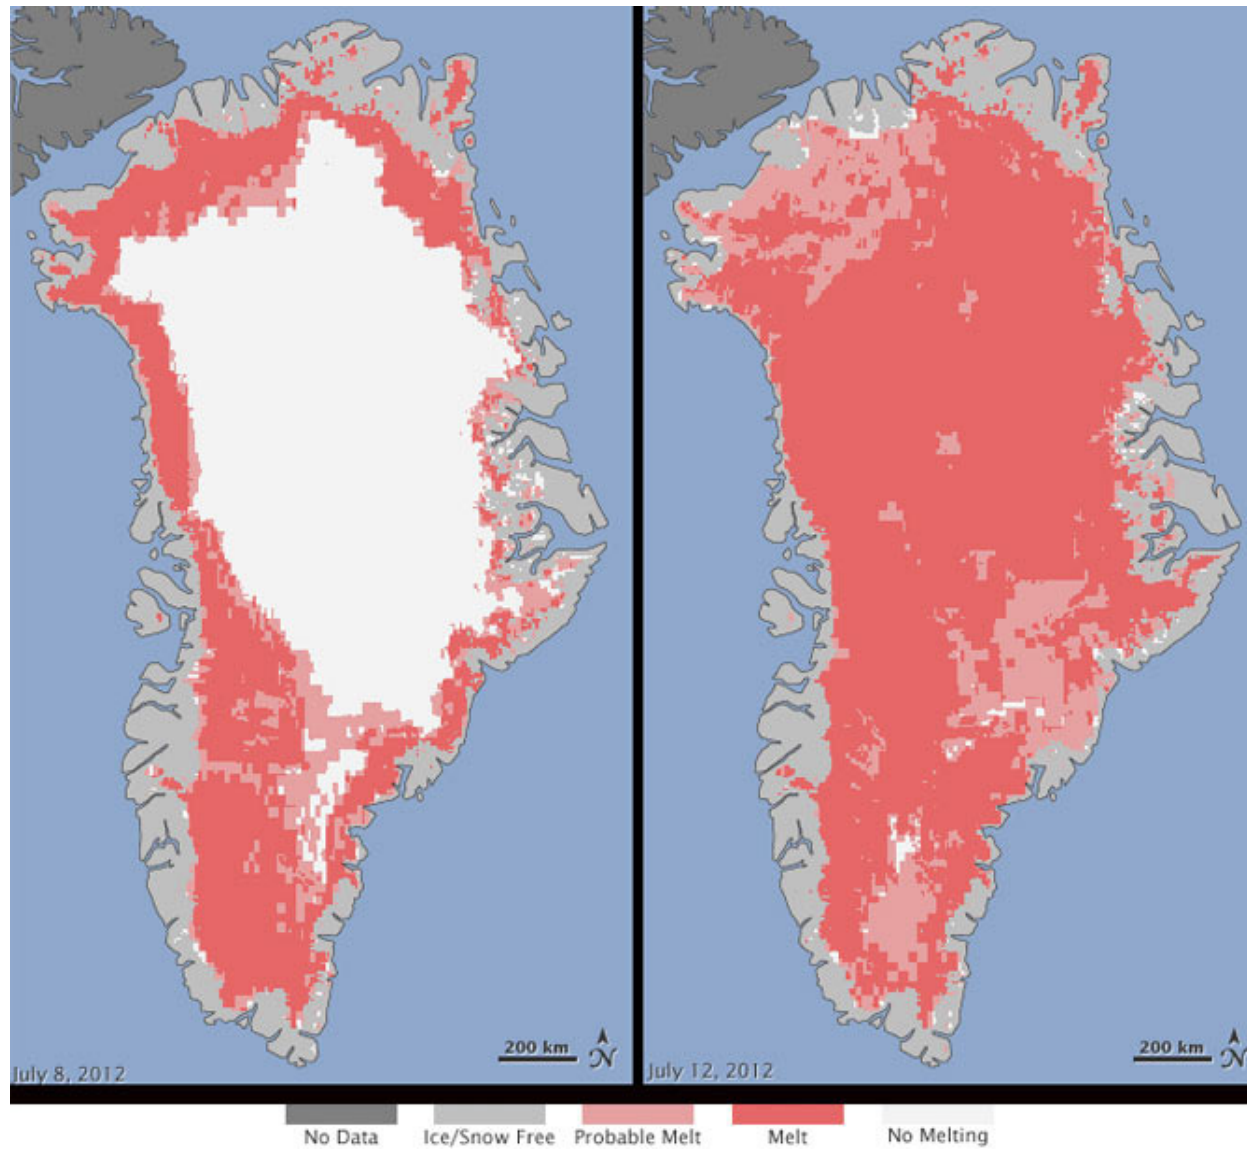 200 km
N
July 8, 2012
200 km
N
July 12, 2012
No Data
Ice/Snow Free
Probable Melt
Melt
No Melting